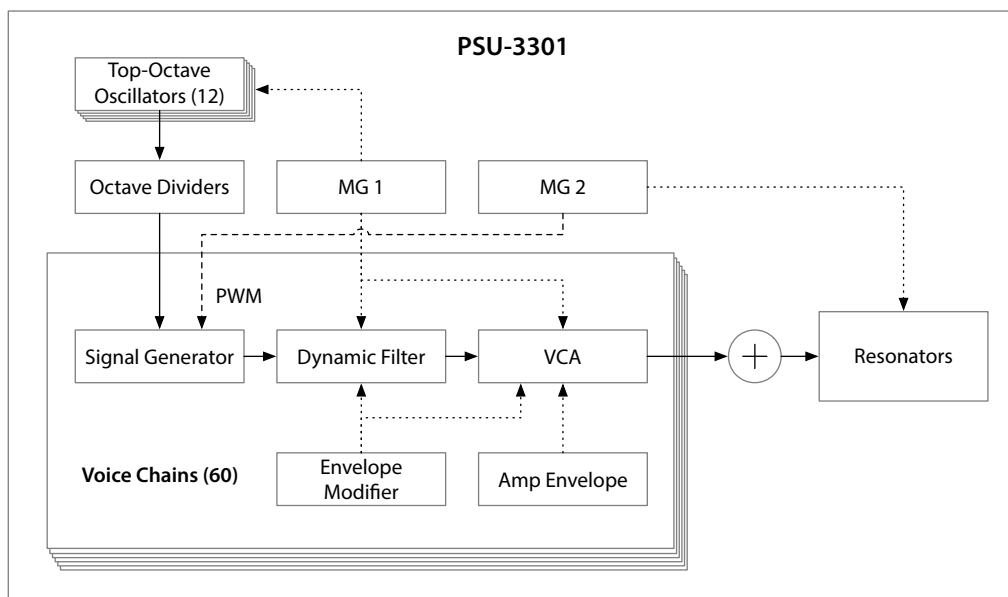 PSU-3301
Top-Octave
Oscillators (12)
Octave Dividers
MG 1
MG 2
PWM
Signal Generator
Dynamic Filter
VCA
+
Resonators
Voice Chains (60)
Envelope
Modifier
Amp Envelope